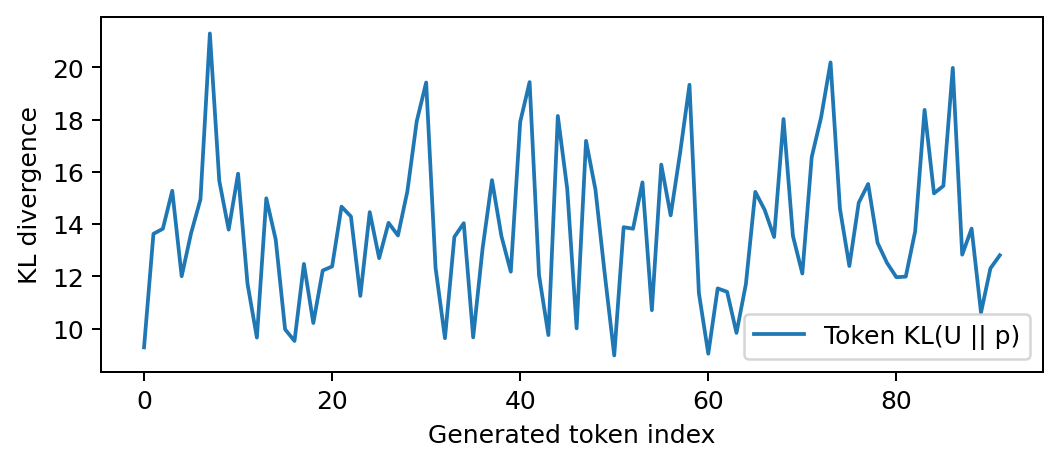 KL divergence
20
18
16
14
12
10
Token KL(U || p)
0 20 40 60 80
Generated token index